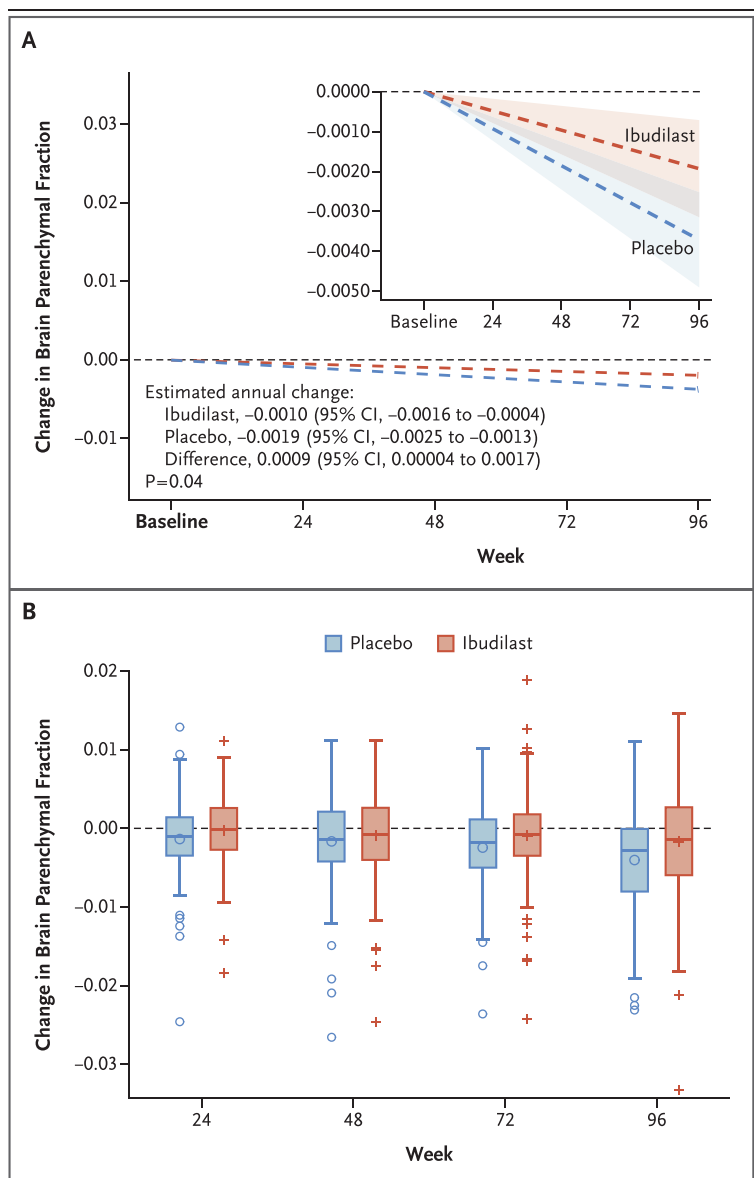 A
Change in Brain Parenchymal Fraction
0.03
0.02
0.01
0.00
–0.01
0.0000
–0.0010
–0.0020
–0.0030
–0.0040
–0.0050
Ibudilast
Placebo
Baseline 24 48 72 96
Estimated annual change:
Ibudilast, –0.0010 (95% CI, –0.0016 to –0.0004)
Placebo, –0.0019 (95% CI, –0.0025 to –0.0013)
Difference, 0.0009 (95% CI, 0.00004 to 0.0017)
P=0.04
Baseline 24 48 72 96
Week
B
Placebo Ibudilast
Change in Brain Parenchymal Fraction
0.02
0.01
0.00
–0.01
–0.02
–0.03
24 48 72 96
Week